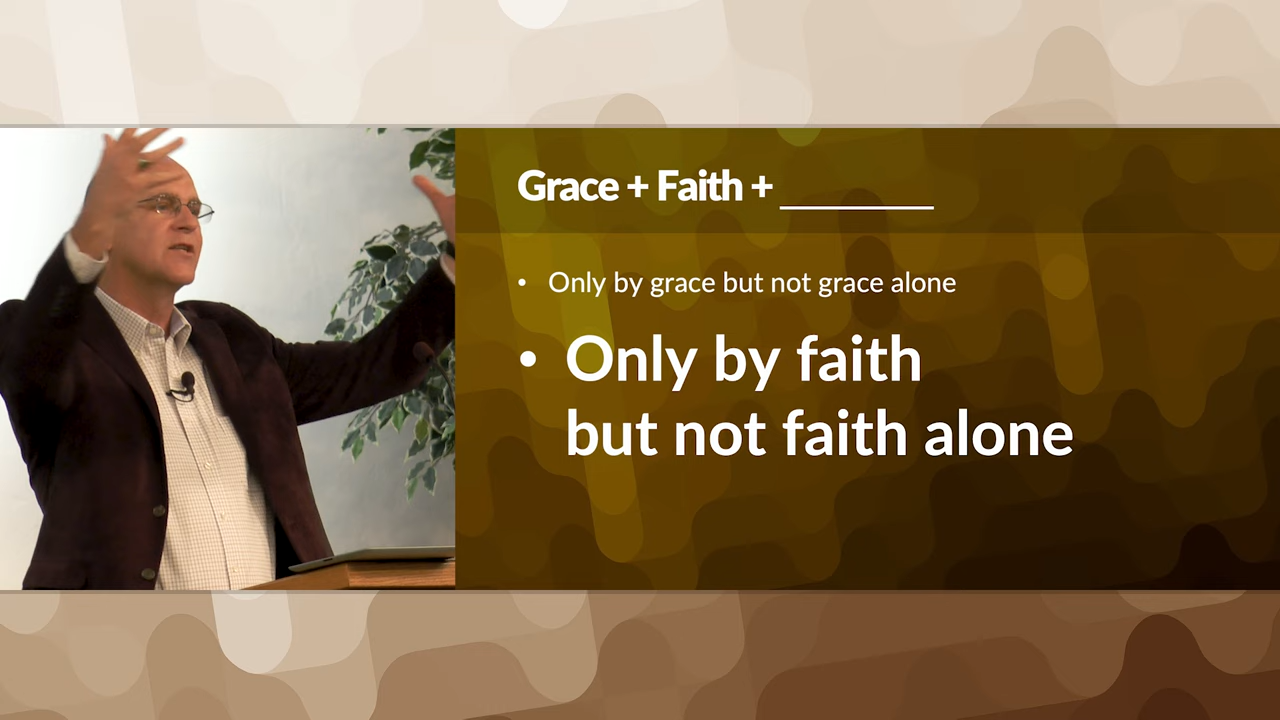 Grace + Faith + ________
• Only by grace but not grace alone
• Only by faith
but not faith alone